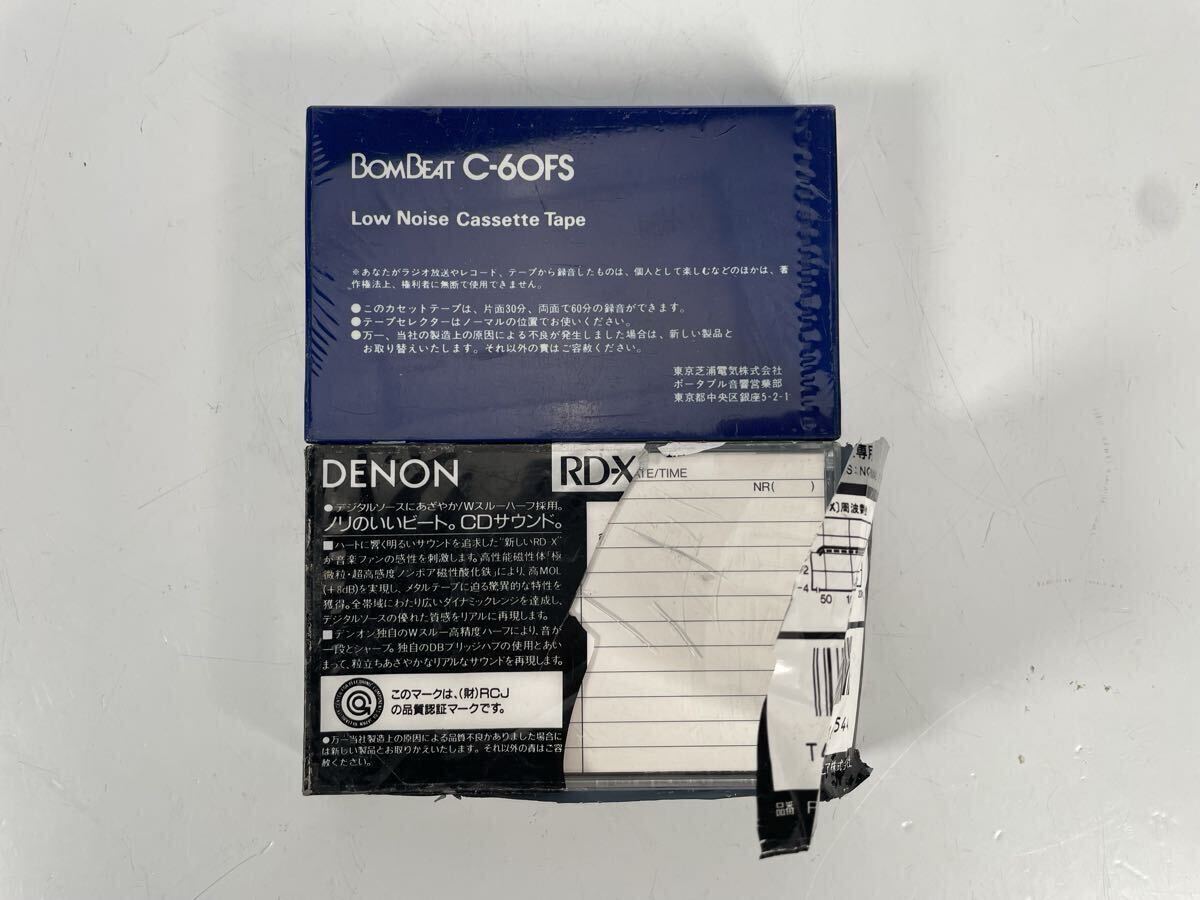 BOMBEAT C-60FS
Low Noise Cassette Tape
※あなたがラジオ放送やレコード、テープから録音したものは、個人として楽しむなどのほかは、著
作権法上、権利者に無断で使用できません。
●このカセットテープは、片面30分、両面で60分の録音ができます。
●テープセレクターはノーマルの位置でお使いください。
●万一、当社の製造上の原因による不良が発生しました場合は、新しい製品と
お取り替えいたします。それ以外の責はご容赦ください。
東京芝浦電気株式会社
ポータブル音響営業部
東京都中央区銀座5-2-1
DENON
RD-X
●デジタルソースにあざやか/Wスルーハーフ採用。
ノリのいいビート。CDサウンド。
■ハートに響く明るいサウンドを追求した"新しいRD-X"
が音楽ファンの感性を刺激します。高性能磁性体「極
微粒・超高感度ノンポア磁性酸化鉄」により、高MOL
(+8dB)を実現し、メタルテープに迫る驚異的な特性を
獲得。全帯域にわたり広いダイナミックレンジを達成し、
デジタルソースの優れた質感をリアルに再現します。
■デンオン独自のWスルー高精度ハーフにより、音が
一段とシャープ。独自のDBブリッジハブの使用とあい
まって、粒立ちあざやかなリアルなサウンドを再現します。
このマークは、(財)RCJ
の品質認証マークです。
●万一当社製造上の原因による品質不良がありました場合に
は新しい製品とお取りかえいたします。それ以外の責はご容
赦ください。
ATE/TIME
NR( )
専用
S:NO
X)周波数
-4
50
54
T4
株式会社
品番 P